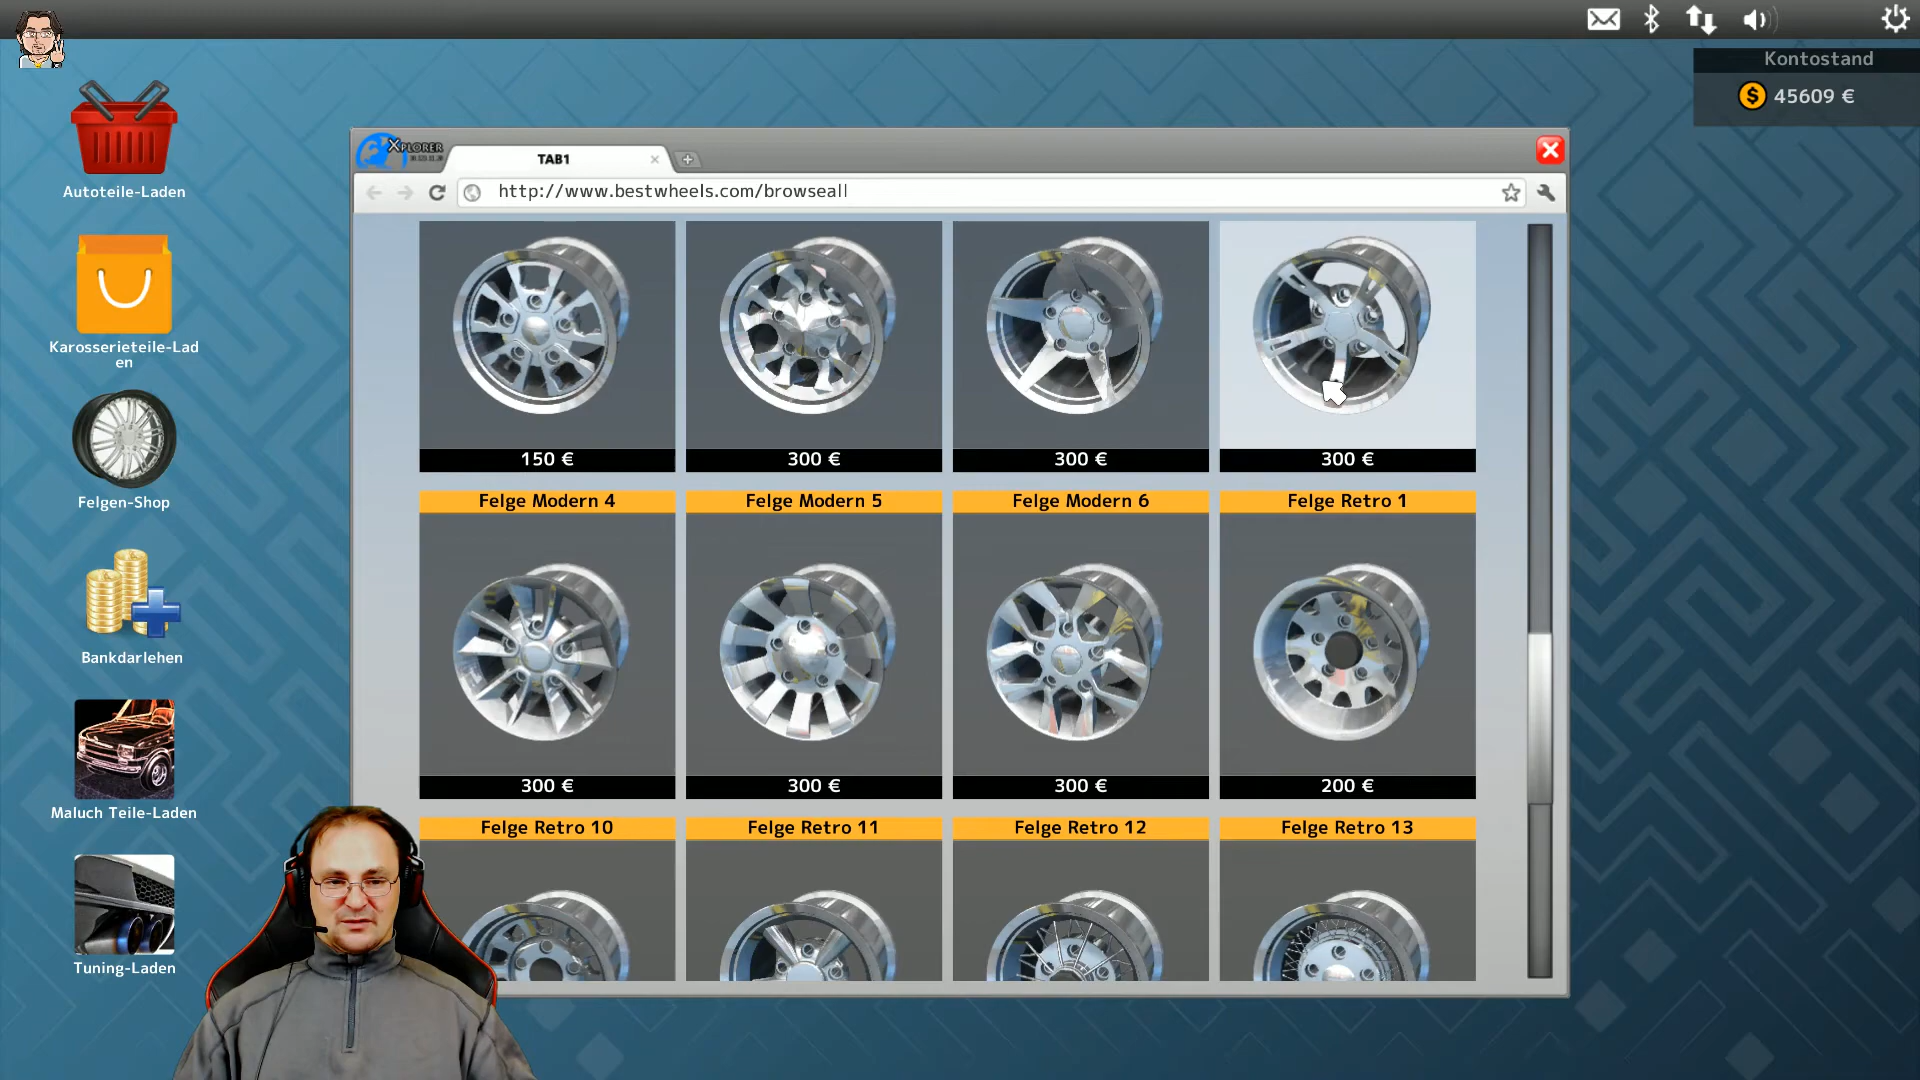 Kontostand
45609 €
Autoteile-Laden
Karosserieteile-Lad
en
Felgen-Shop
Bankdarlehen
Maluch Teile-Laden
Tuning-Laden
XPLORER
TAB1
http://www.bestwheels.com/browseall
150 €
300 €
300 €
300 €
Felge Modern 4
Felge Modern 5
Felge Modern 6
Felge Retro 1
300 €
300 €
300 €
200 €
Felge Retro 10
Felge Retro 11
Felge Retro 12
Felge Retro 13